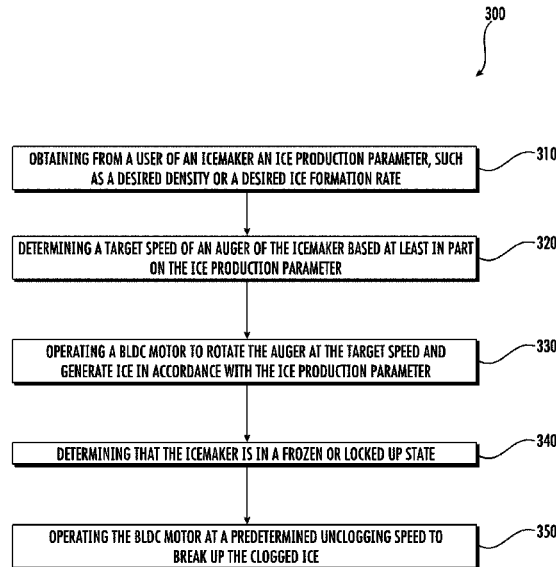 300
OBTAINING FROM A USER OF AN ICEMAKER AN ICE PRODUCTION PARAMETER, SUCH
AS A DESIRED DENSITY OR A DESIRED ICE FORMATION RATE
310
DETERMINING A TARGET SPEED OF AN AUGER OF THE ICEMAKER BASED AT LEAST IN PART
ON THE ICE PRODUCTION PARAMETER
320
OPERATING A BLDC MOTOR TO ROTATE THE AUGER AT THE TARGET SPEED AND
GENERATE ICE IN ACCORDANCE WITH THE ICE PRODUCTION PARAMETER
330
DETERMINING THAT THE ICEMAKER IS IN A FROZEN OR LOCKED UP STATE
340
OPERATING THE BLDC MOTOR AT A PREDETERMINED UNCLOGGING SPEED TO
BREAK UP THE CLOGGED ICE
350